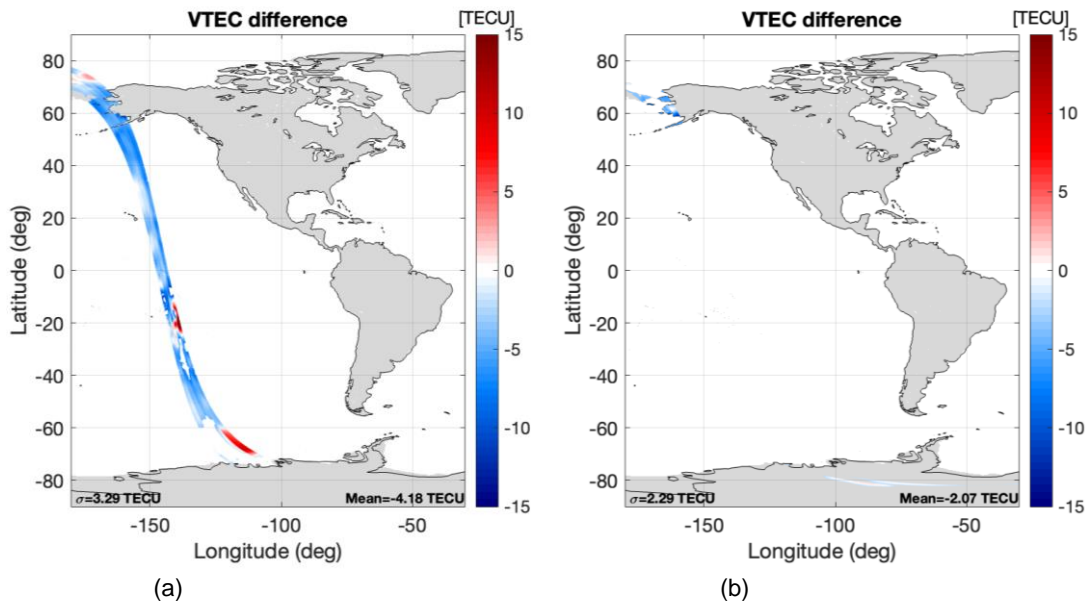 VTEC difference
[TECU]
80
60
40
20
0
-20
-40
-60
-80
Latitude (deg)
σ=3.29 TECU
Mean=-4.18 TECU
-150
-100
-50
Longitude (deg)
15
10
5
0
-5
-10
-15
(a)
VTEC difference
[TECU]
80
60
40
20
0
-20
-40
-60
-80
Latitude (deg)
σ=2.29 TECU
Mean=-2.07 TECU
-150
-100
-50
Longitude (deg)
15
10
5
0
-5
-10
-15
(b)